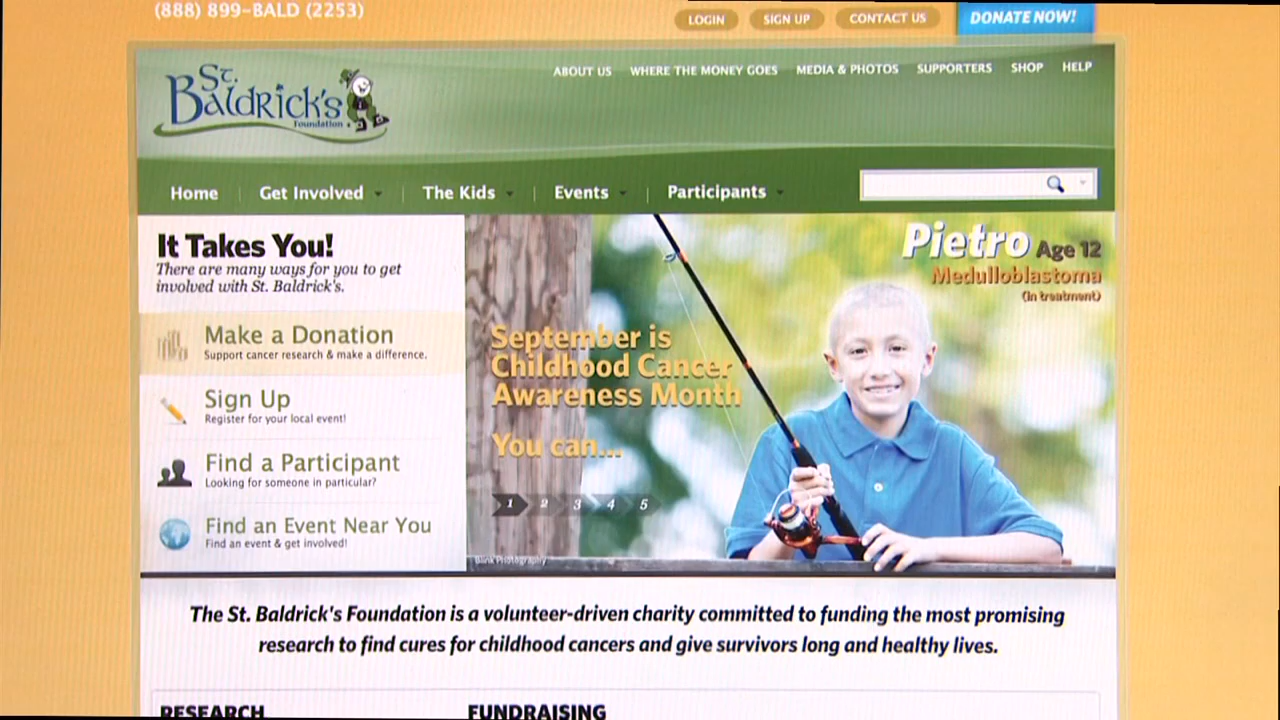 (888) 899-BALD (2253)
LOGIN
SIGN UP
CONTACT US
DONATE NOW!
St.
Baldrick's
Foundation
ABOUT US
WHERE THE MONEY GOES
MEDIA & PHOTOS
SUPPORTERS
SHOP
HELP
Home
Get Involved
The Kids
Events
Participants
It Takes You!
There are many ways for you to get
involved with St. Baldrick's.
Make a Donation
Support cancer research & make a difference.
Sign Up
Register for your local event!
Find a Participant
Looking for someone in particular?
Find an Event Near You
Find an event & get involved!
Pietro Age 12
Medulloblastoma
(in treatment)
September is
Childhood Cancer
Awareness Month
You can...
1 2 3 4 5
Blink Photography
The St. Baldrick's Foundation is a volunteer-driven charity committed to funding the most promising
research to find cures for childhood cancers and give survivors long and healthy lives.
RESEARCH
FUNDRAISING